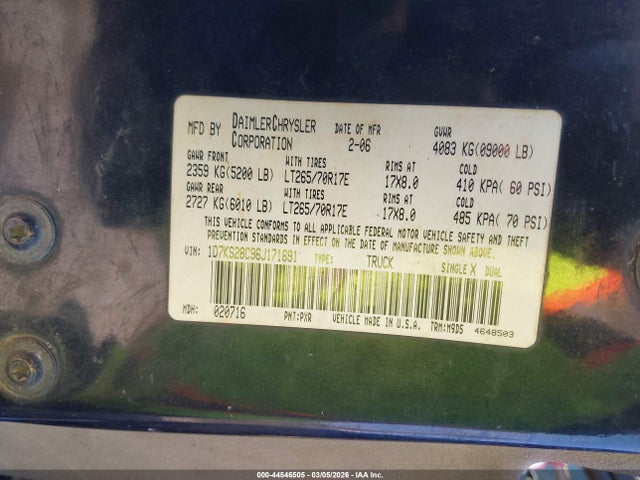 MFD BY DAIMLERCHRYSLER CORPORATION DATE OF MFR 2-06 GVWR 4083 KG(09000 LB)
GAWR FRONT WITH TIRES RIMS AT COLD
2359 KG(5200 LB) LT265/70R17E 17X8.0 410 KPA( 60 PSI)
GAWR REAR WITH TIRES RIMS AT COLD
2727 KG(6010 LB) LT265/70R17E 17X8.0 485 KPA( 70 PSI)
THIS VEHICLE CONFORMS TO ALL APPLICABLE FEDERAL MOTOR VEHICLE SAFETY AND THEFT
PREVENTION STANDARDS IN EFFECT ON THE DATE OF MANUFACTURE SHOWN ABOVE.
VIN: 1D7KS28C96J171691 TYPE: TRUCK SINGLE X DUAL
MDH: 020716 PNT:PXR VEHICLE MADE IN U.S.A. TRM:M9D5 4648503
000-44546505 - 03/05/2026 - IAA Inc.